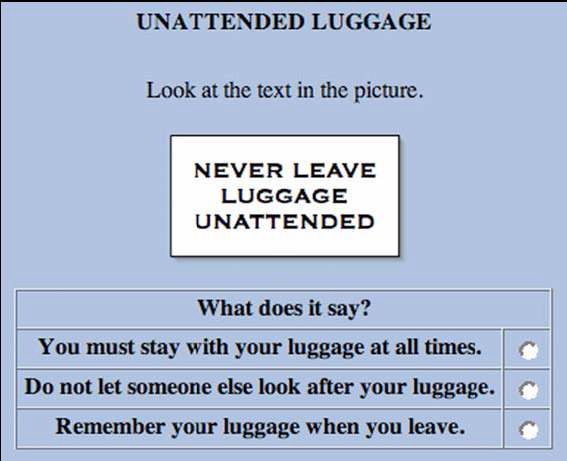 UNATTENDED LUGGAGE
Look at the text in the picture.
NEVER LEAVE
LUGGAGE
UNATTENDED
What does it say?
You must stay with your luggage at all times.
Do not let someone else look after your luggage.
Remember your luggage when you leave.